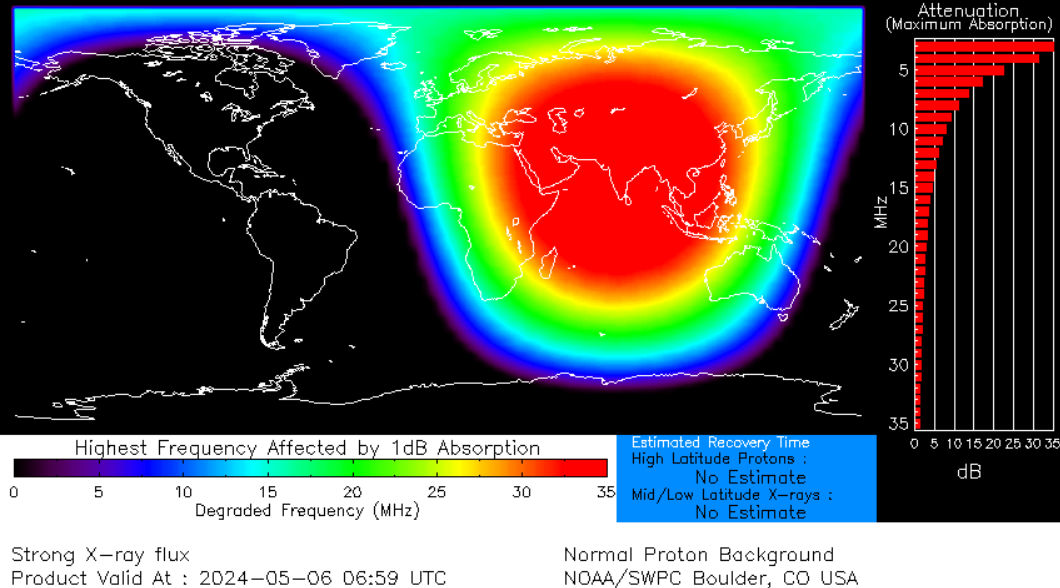 Attenuation
(Maximum Absorption)
5
10
15
20
25
30
35
MHz
0 5 10 15 20 25 30 35
dB
Highest Frequency Affected by 1dB Absorption
0 5 10 15 20 25 30 35
Degraded Frequency (MHz)
Estimated Recovery Time
High Latitude Protons :
No Estimate
Mid/Low Latitude X-rays :
No Estimate
Strong X-ray flux
Normal Proton Background
Product Valid At : 2024-05-06 06:59 UTC
NOAA/SWPC Boulder, CO USA